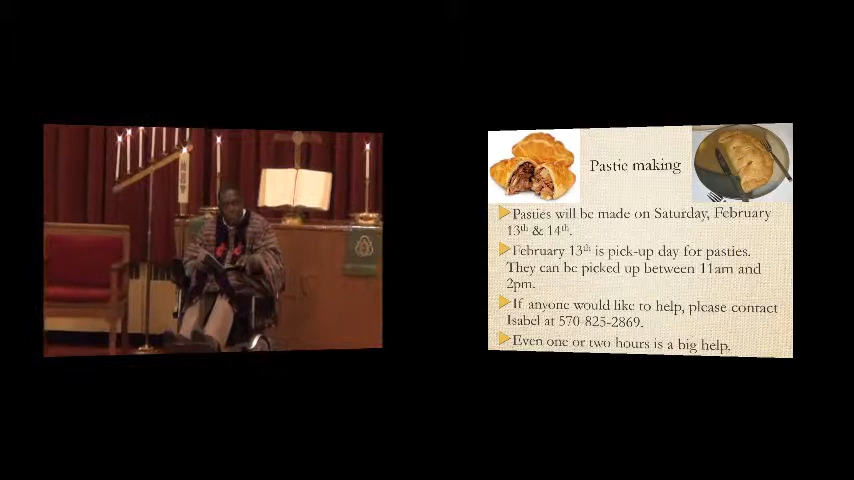 Pastie making
Pasties will be made on Saturday, February
13th & 14th.
February 13th is pick-up day for pasties.
They can be picked up between 11am and
2pm.
If anyone would like to help, please contact
Isabel at 570-825-2869.
Even one or two hours is a big help.